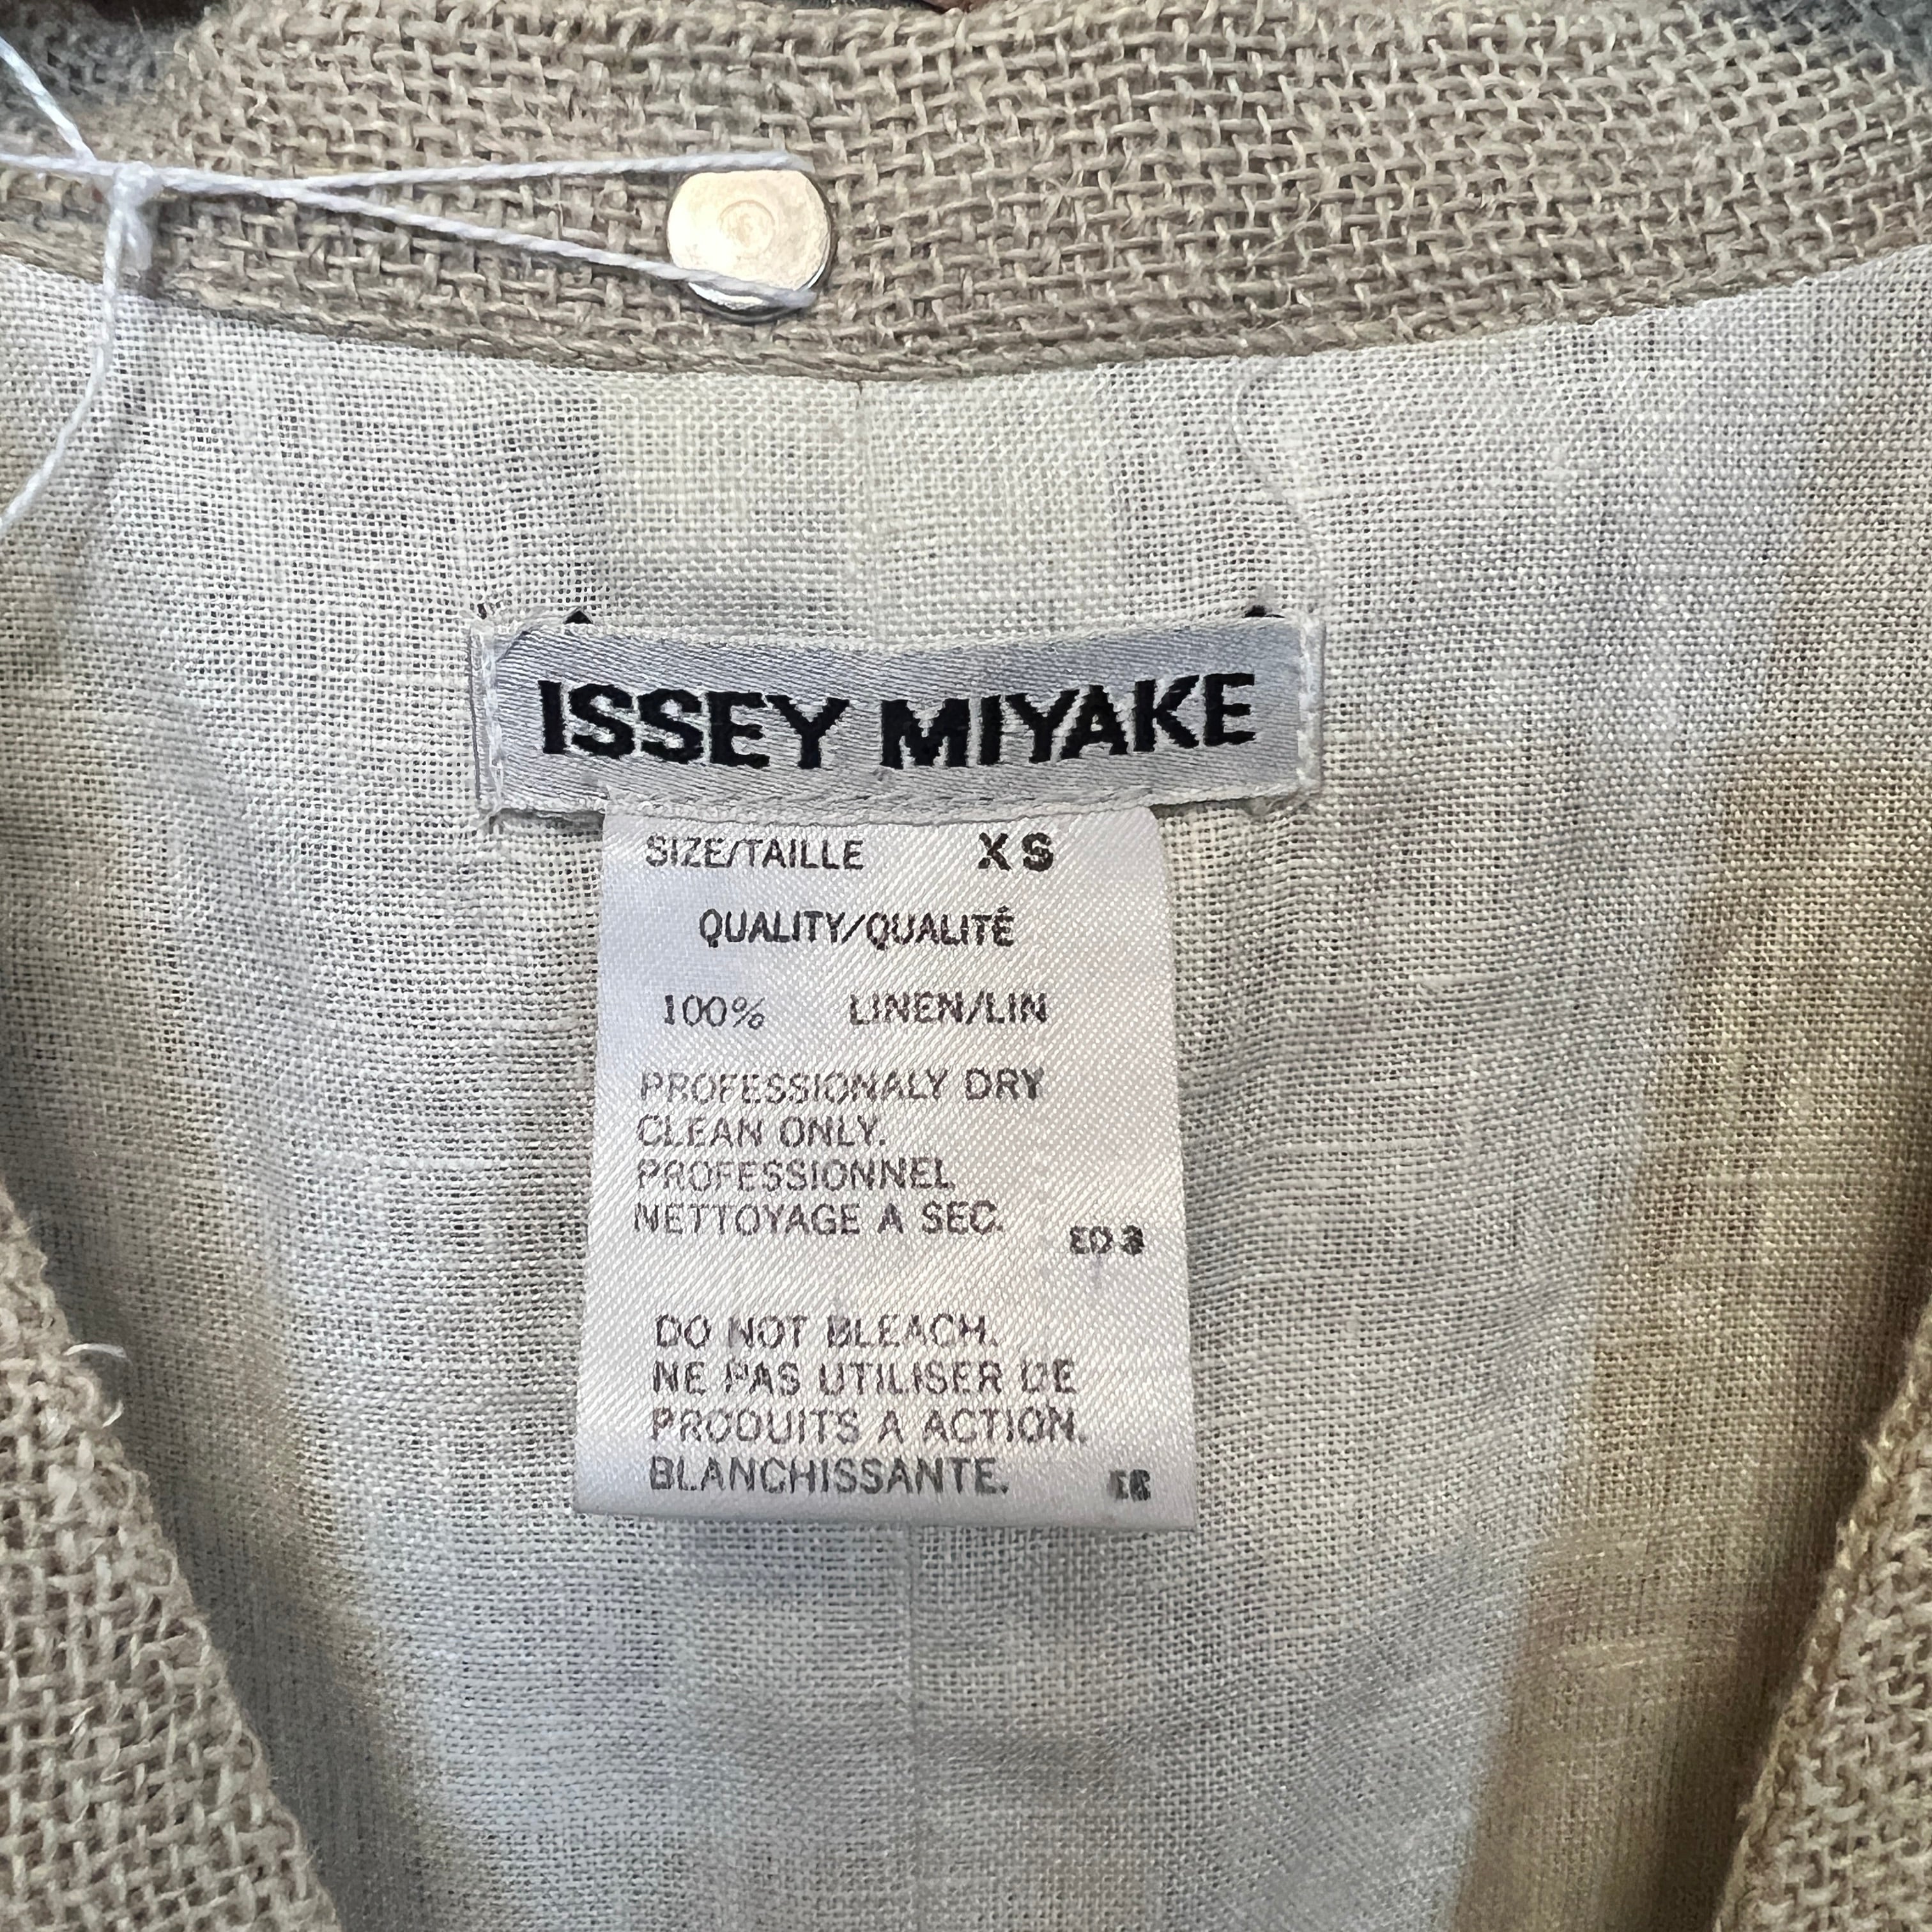 ISSEY MIYAKE
SIZE/TAILLE XS
QUALITY/QUALITÉ
100% LINEN/LIN
PROFESSIONALY DRY
CLEAN ONLY.
PROFESSIONNEL
NETTOYAGE A SEC.
DO NOT BLEACH.
NE PAS UTILISER DE
PRODUITS A ACTION.
BLANCHISSANTE.